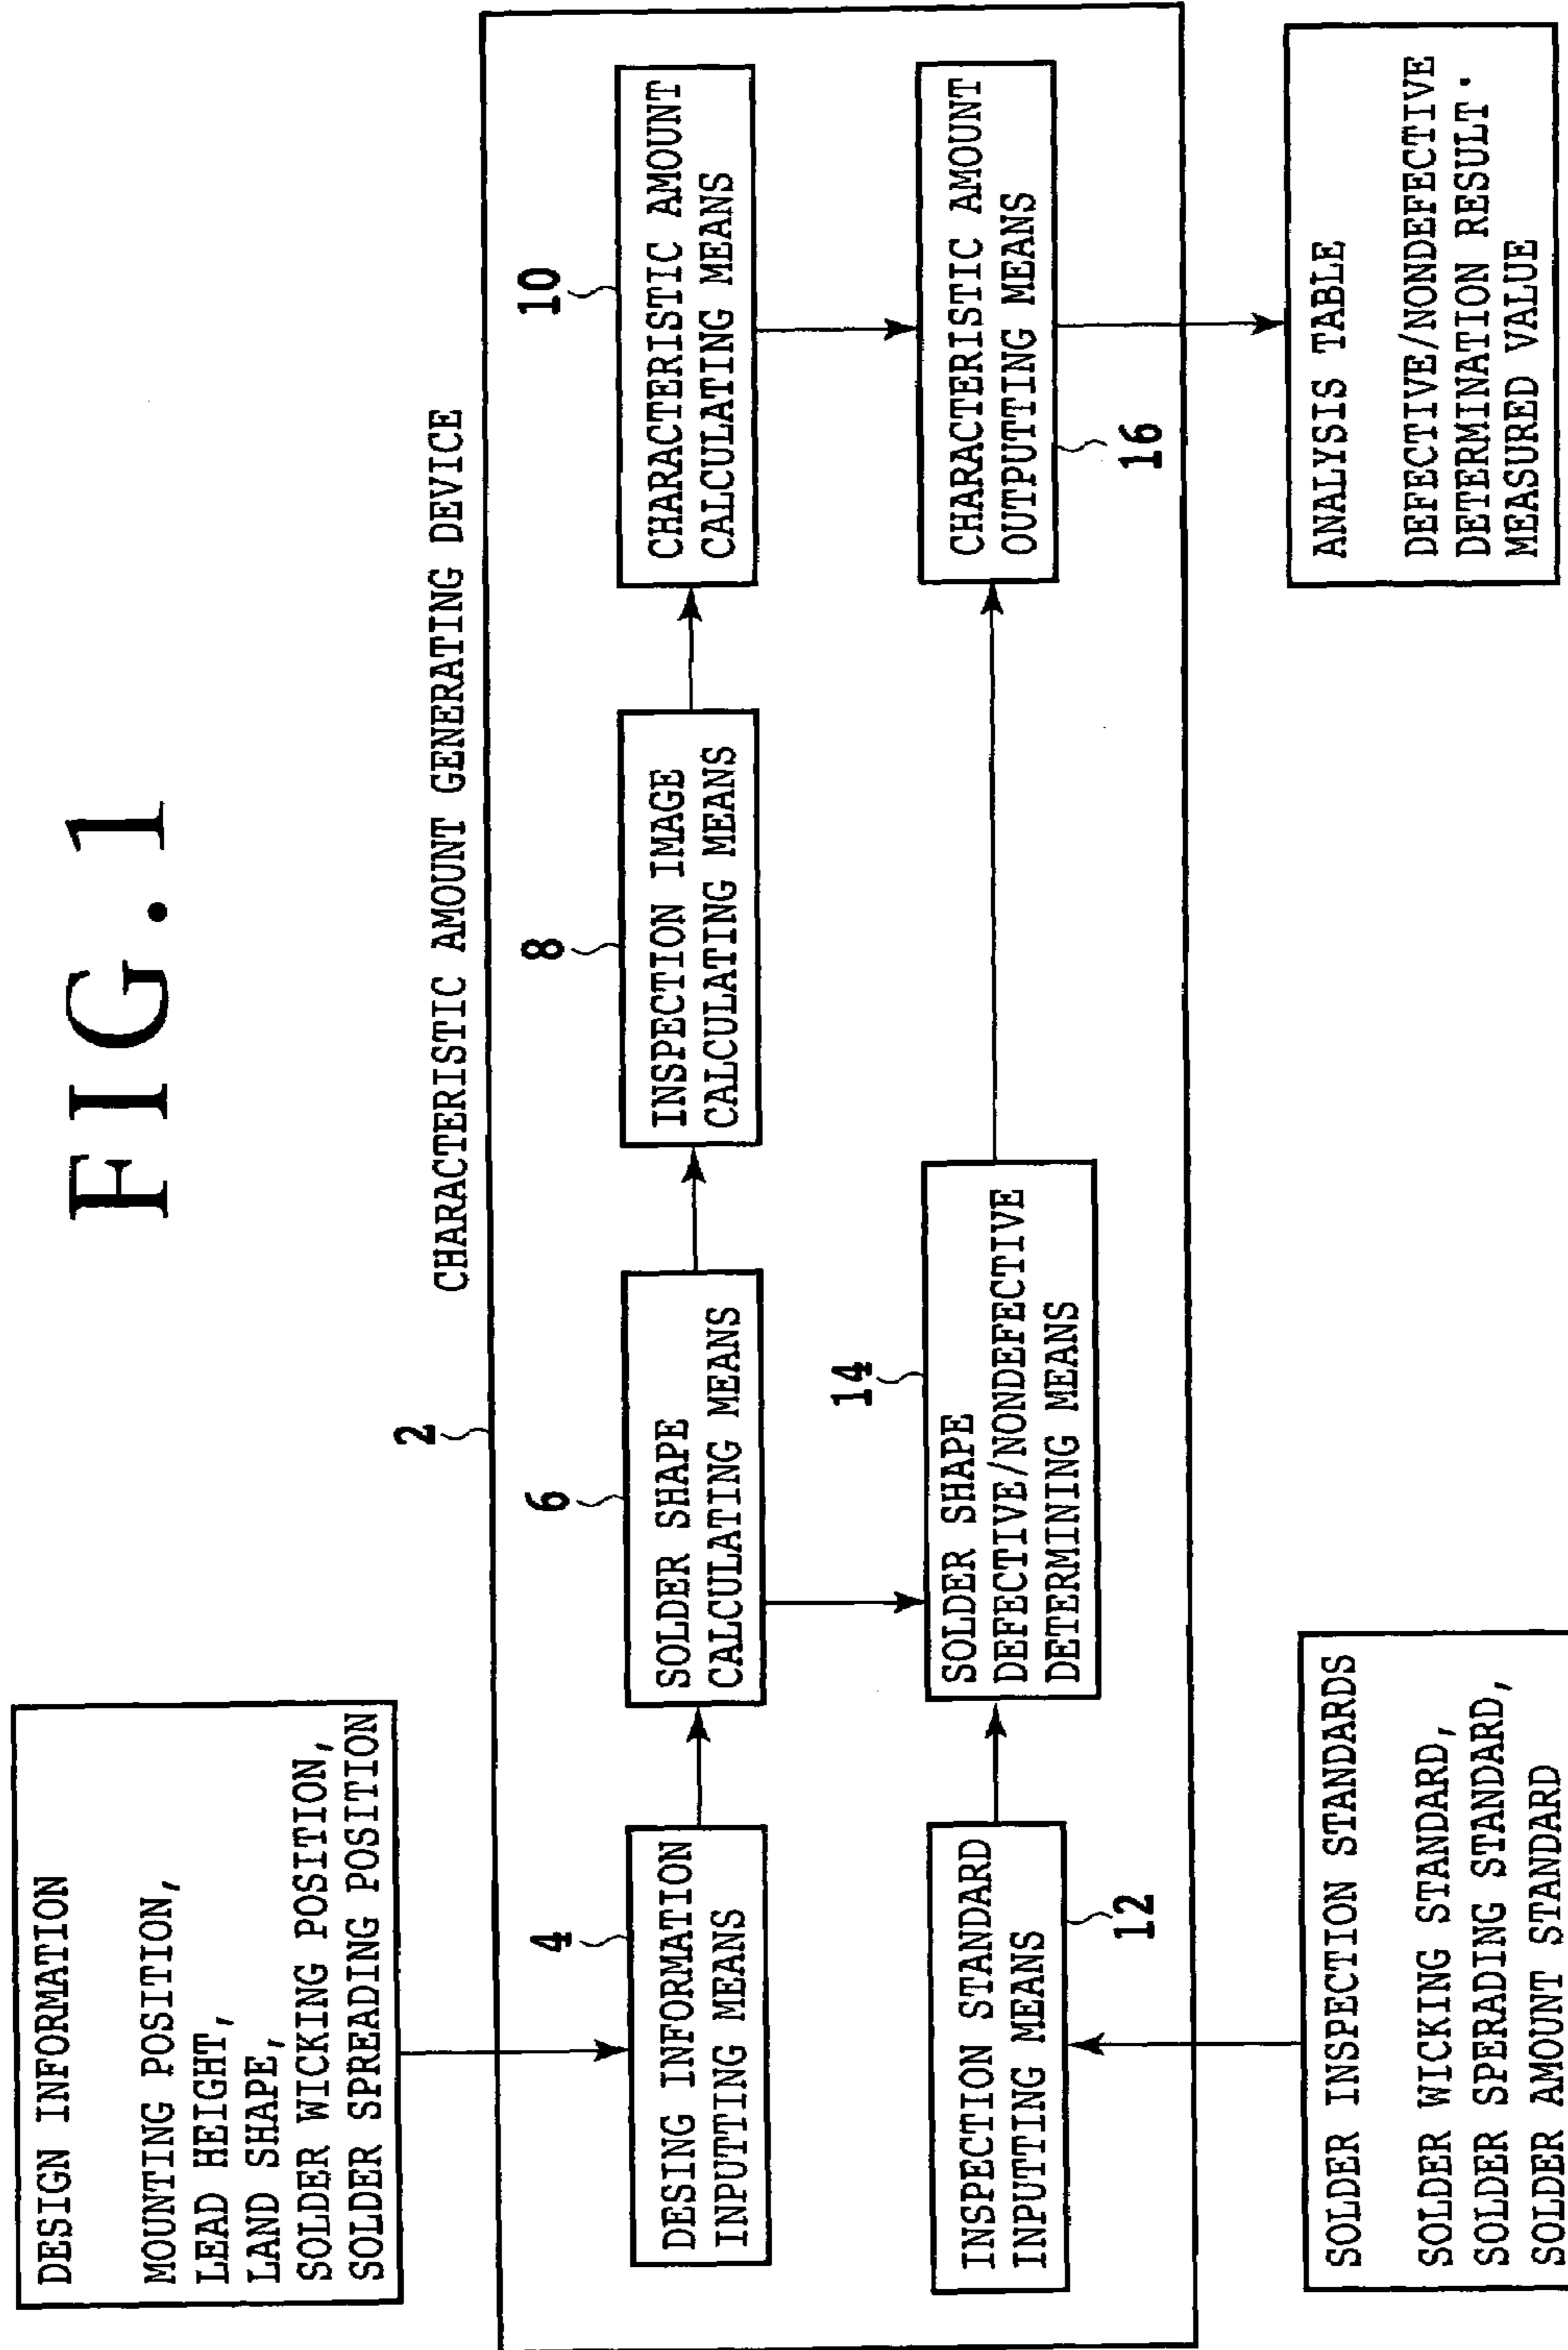 FIG. 1
DESIGN INFORMATION
MOUNTING POSITION,
LEAD HEIGHT,
LAND SHAPE,
SOLDER WICKING POSITION,
SOLDER SPREADING POSITION
2
CHARACTERISTIC AMOUNT GENERATING DEVICE
4
DESING INFORMATION
INPUTTING MEANS
6
SOLDER SHAPE
CALCULATING MEANS
8
INSPECTION IMAGE
CALCULATING MEANS
10
CHARACTERISTIC AMOUNT
CALCULATING MEANS
INSPECTION STANDARD
INPUTTING MEANS
12
14
SOLDER SHAPE
DEFECTIVE/NONDEFECTIVE
DETERMINING MEANS
CHARACTERISTIC AMOUNT
OUTPUTTING MEANS
16
SOLDER INSPECTION STANDARDS
SOLDER WICKING STANDARD,
SOLDER SPERADING STANDARD,
SOLDER AMOUNT STANDARD
ANALYSIS TABLE
DEFECTIVE/NONDEFECTIVE
DETERMINATION RESULT·
MEASURED VALUE